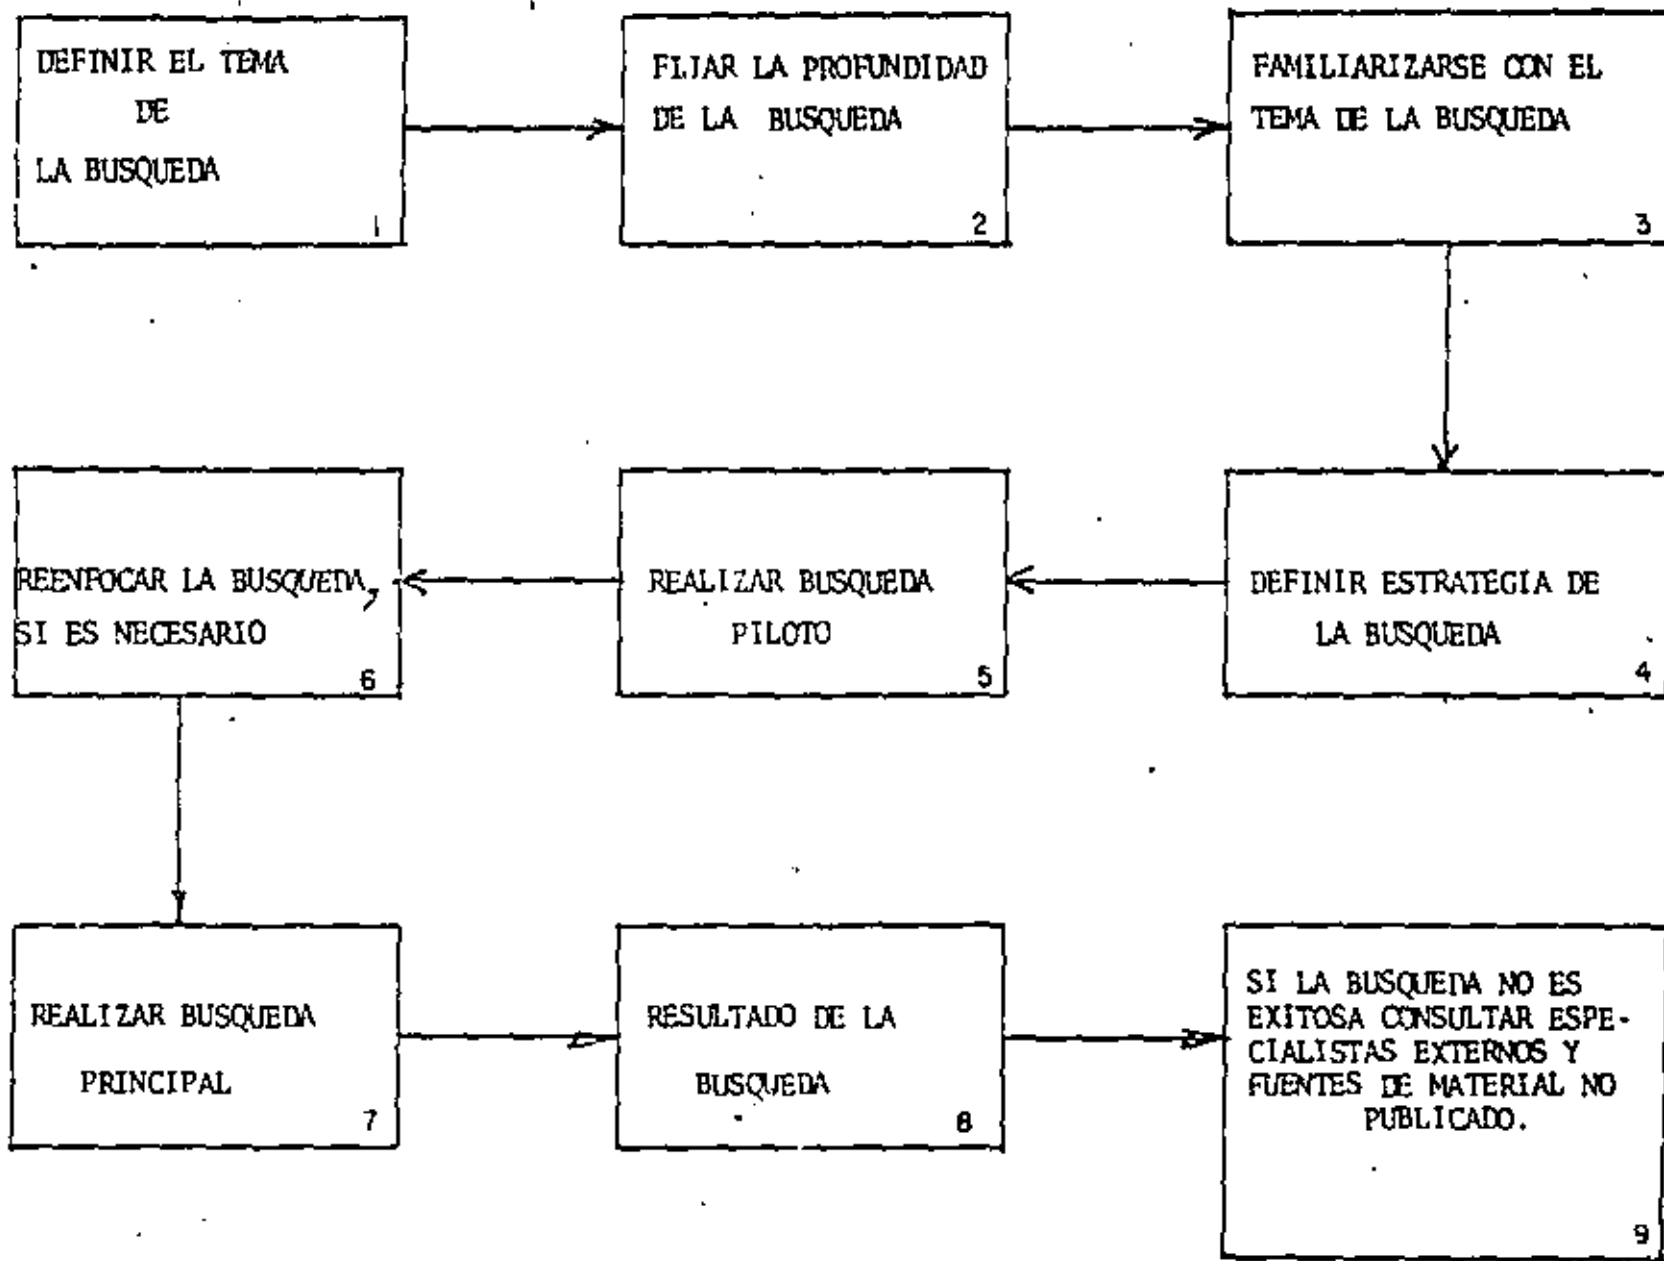 DEFINIR EL TEMA
DE
LA BUSQUEDA
1
FIJAR LA PROFUNDIDAD
DE LA BUSQUEDA
2
FAMILIARIZARSE CON EL
TEMA DE LA BUSQUEDA
3
DEFINIR ESTRATEGIA DE
LA BUSQUEDA
4
REALIZAR BUSQUEDA
PILOTO
5
REENFOCAR LA BUSQUEDA,
SI ES NECESARIO
6
REALIZAR BUSQUEDA
PRINCIPAL
7
RESULTADO DE LA
BUSQUEDA
8
SI LA BUSQUEDA NO ES
EXITOSA CONSULTAR ESPE-
CIALISTAS EXTERNOS Y
FUENTES DE MATERIAL NO
PUBLICADO.
9